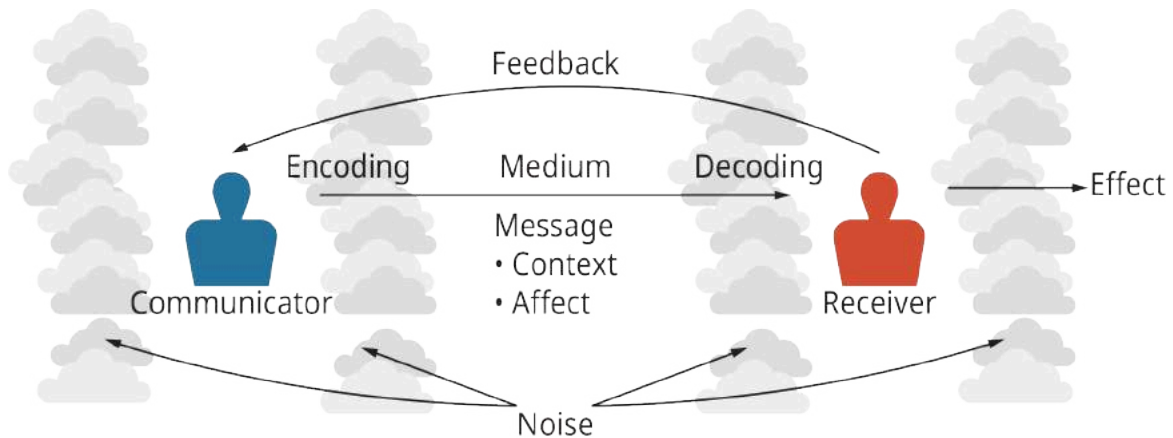 Feedback
Encoding Medium Decoding
Effect
Message
• Context
• Affect
Communicator
Receiver
Noise